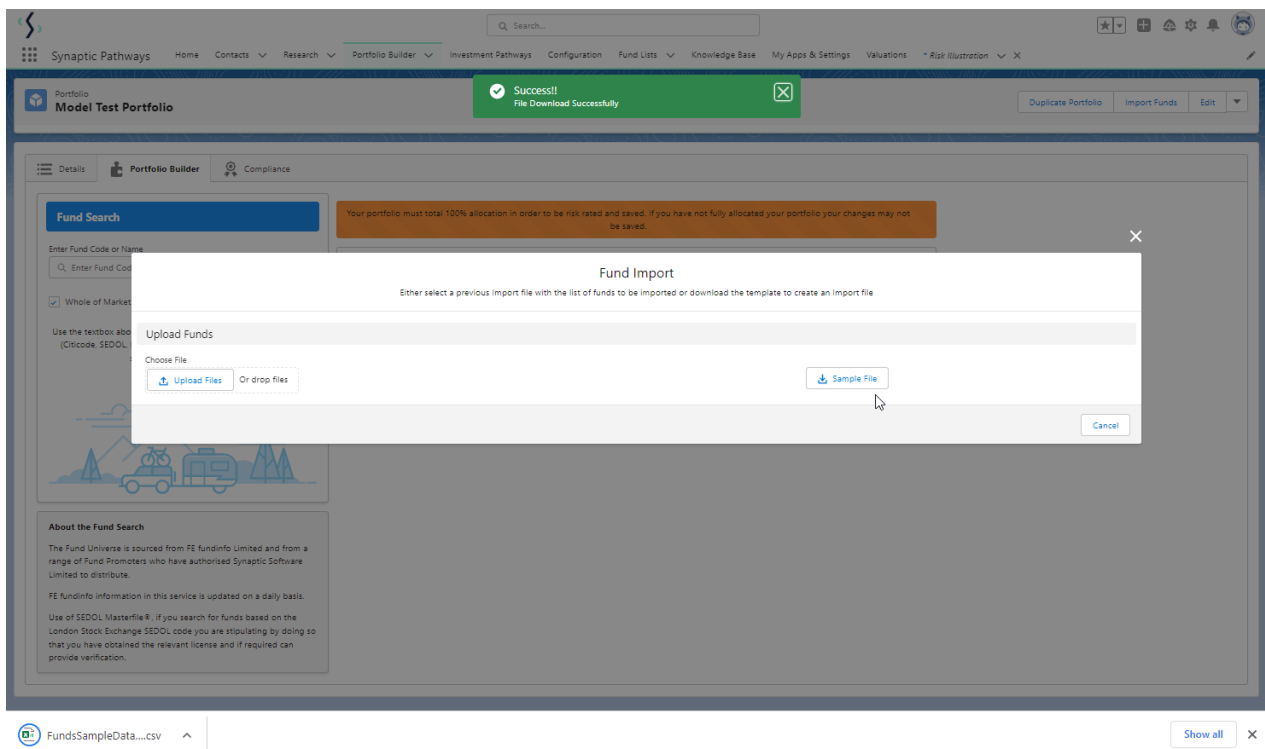 Search...
Synaptic Pathways
Home
Contacts
Research
Portfolio Builder
Investment Pathways
Configuration
Fund Lists
Knowledge Base
My Apps & Settings
Valuations
* Risk Illustration
Portfolio
Model Test Portfolio
Success!!
File Download Successfully
Duplicate Portfolio
Import Funds
Edit
Details
Portfolio Builder
Compliance
Fund Search
Your portfolio must total 100% allocation in order to be risk rated and saved. If you have not fully allocated your portfolio your changes may not
be saved.
Enter Fund Code or Name
Enter Fund Cod
Whole of Market
Use the textbox abo
(Citicode, SEDOL,
Fund Import
Either select a previous import file with the list of funds to be imported or download the template to create an import file
Upload Funds
Choose File
Upload Files
Or drop files
Sample File
Cancel
About the Fund Search
The Fund Universe is sourced from FE fundinfo Limited and from a
range of Fund Promoters who have authorised Synaptic Software
Limited to distribute.
FE fundinfo information in this service is updated on a daily basis.
Use of SEDOL Masterfile®, if you search for funds based on the
London Stock Exchange SEDOL code you are stipulating by doing so
that you have obtained the relevant license and if required can
provide verification.
FundsSampleData....csv
Show all